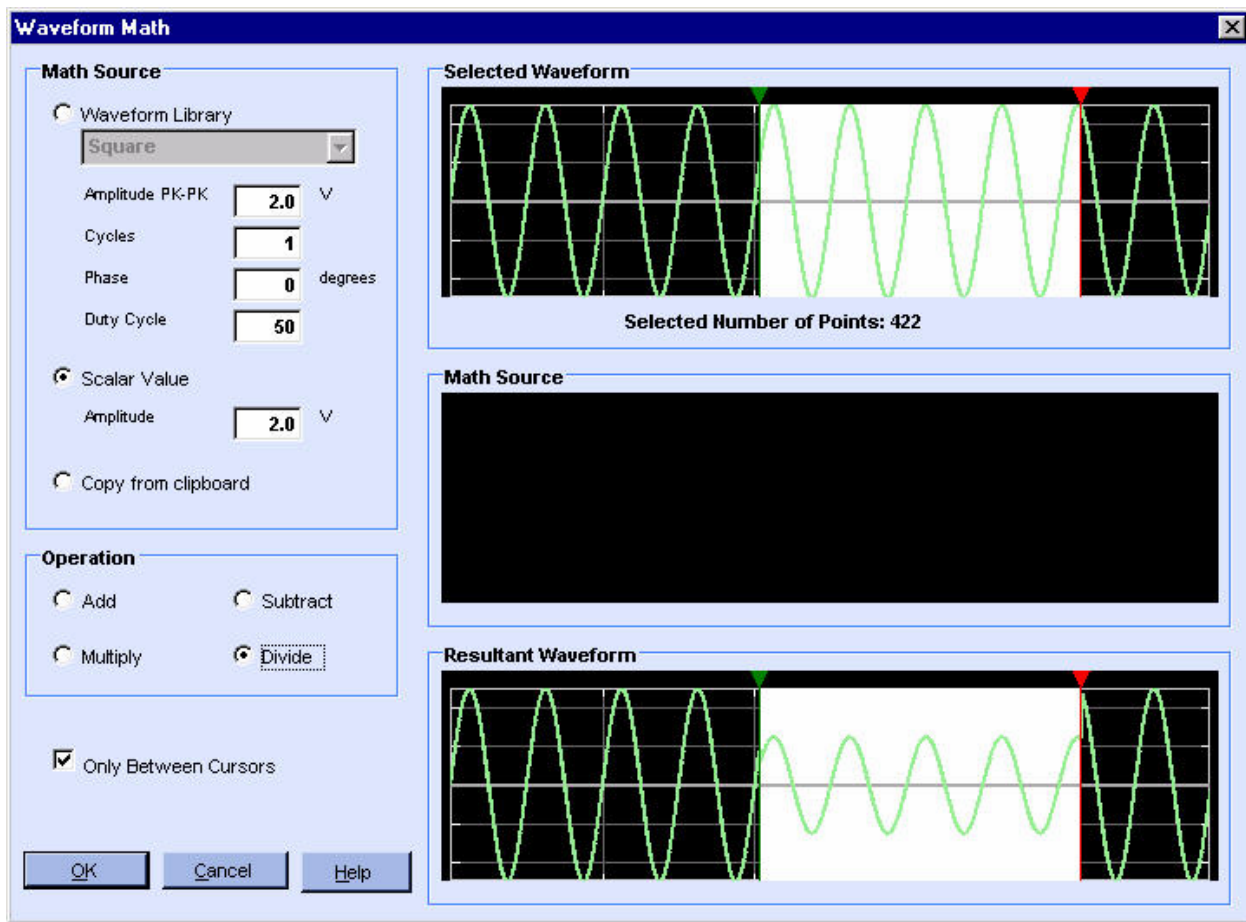 Waveform Math
Math Source
Waveform Library
Square
Amplitude PK-PK 2.0 V
Cycles 1
Phase 0 degrees
Duty Cycle 50
Scalar Value
Amplitude 2.0 V
Copy from clipboard
Operation
Add Subtract
Multiply Divide
Only Between Cursors
OK Cancel Help
Selected Waveform
Selected Number of Points: 422
Math Source
Resultant Waveform